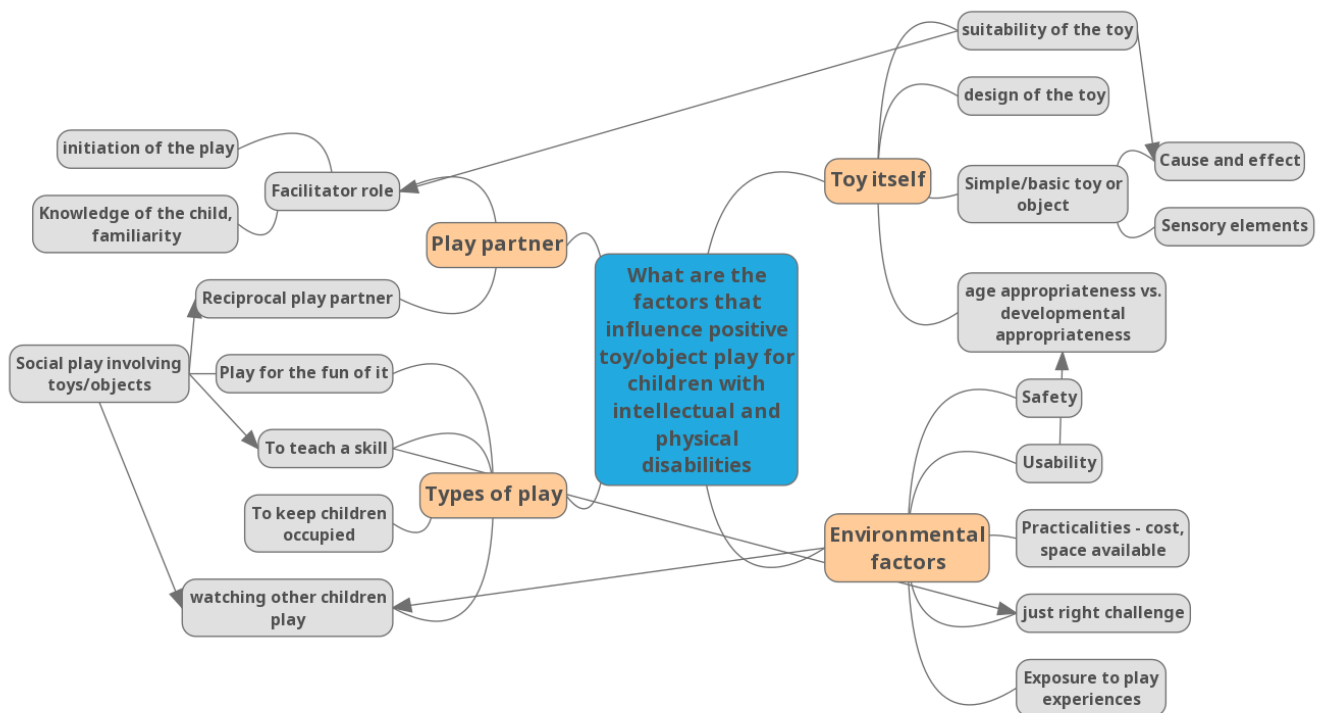 What are the
factors that
influence positive
toy/object play for
children with
intellectual and
physical
disabilities
Play partner
Facilitator role
initiation of the play
Knowledge of the child,
familiarity
Reciprocal play partner
Types of play
Social play involving
toys/objects
Play for the fun of it
To teach a skill
To keep children
occupied
watching other children
play
Toy itself
suitability of the toy
design of the toy
Simple/basic toy or
object
Cause and effect
Sensory elements
age appropriateness vs.
developmental
appropriateness
Environmental
factors
Safety
Usability
Practicalities - cost,
space available
just right challenge
Exposure to play
experiences